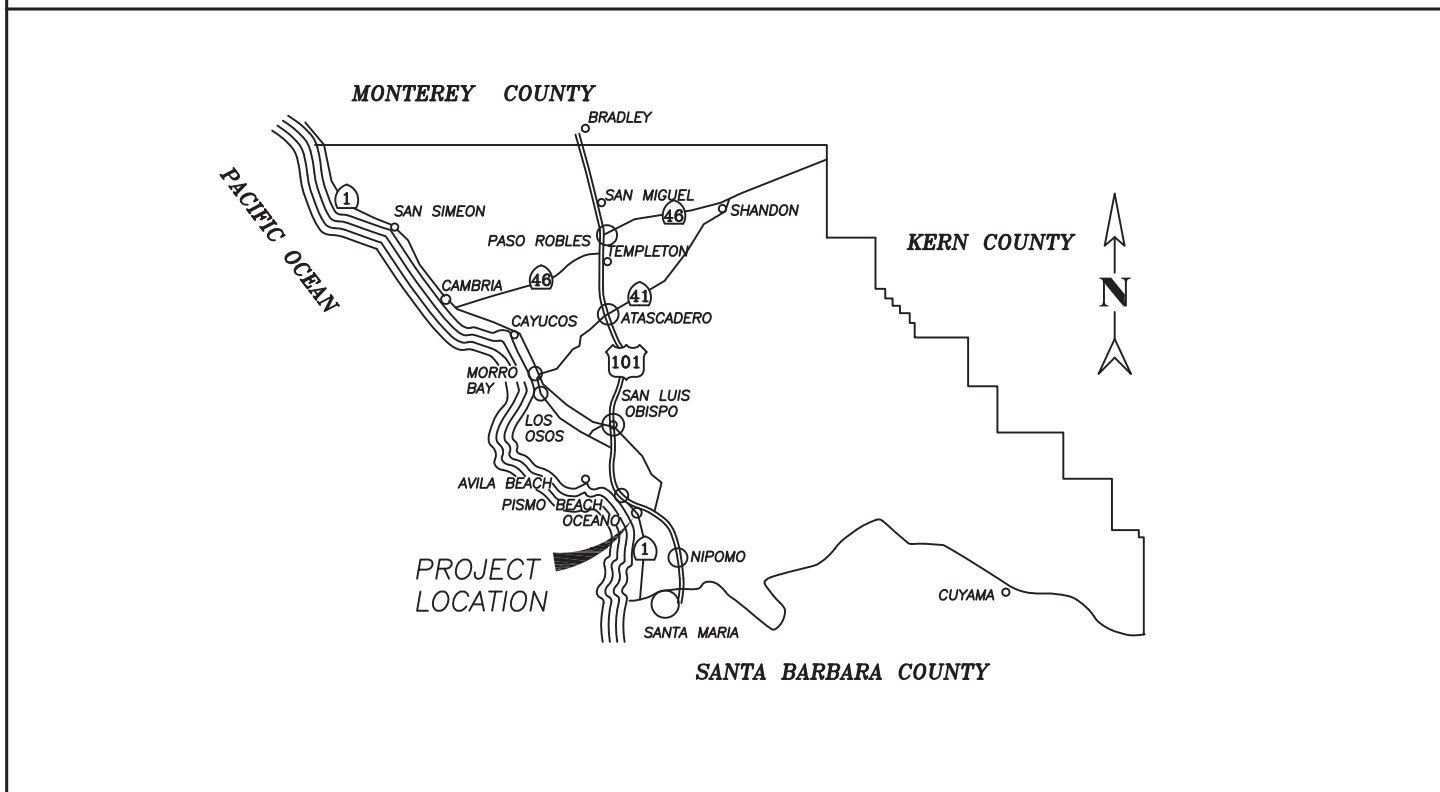 MONTEREY COUNTY
BRADLEY
PACIFIC OCEAN
1
SAN SIMEON
SAN MIGUEL
46
SHANDON
PASO ROBLES
TEMPLETON
KERN COUNTY
46
CAMBRIA
41
N
CAYUCOS
ATASCADERO
101
MORRO
BAY
SAN LUIS
OBISPO
LOS
OSOS
AVILA BEACH
PISMO BEACH
OCEANO
1
NIPOMO
PROJECT
LOCATION
CUYAMA
SANTA MARIA
SANTA BARBARA COUNTY